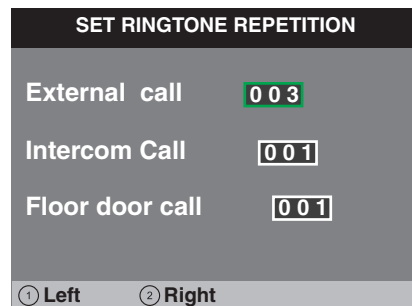 SET RINGTONE REPETITION
External call 003
Intercom Call 001
Floor door call 001
1 Left 2 Right